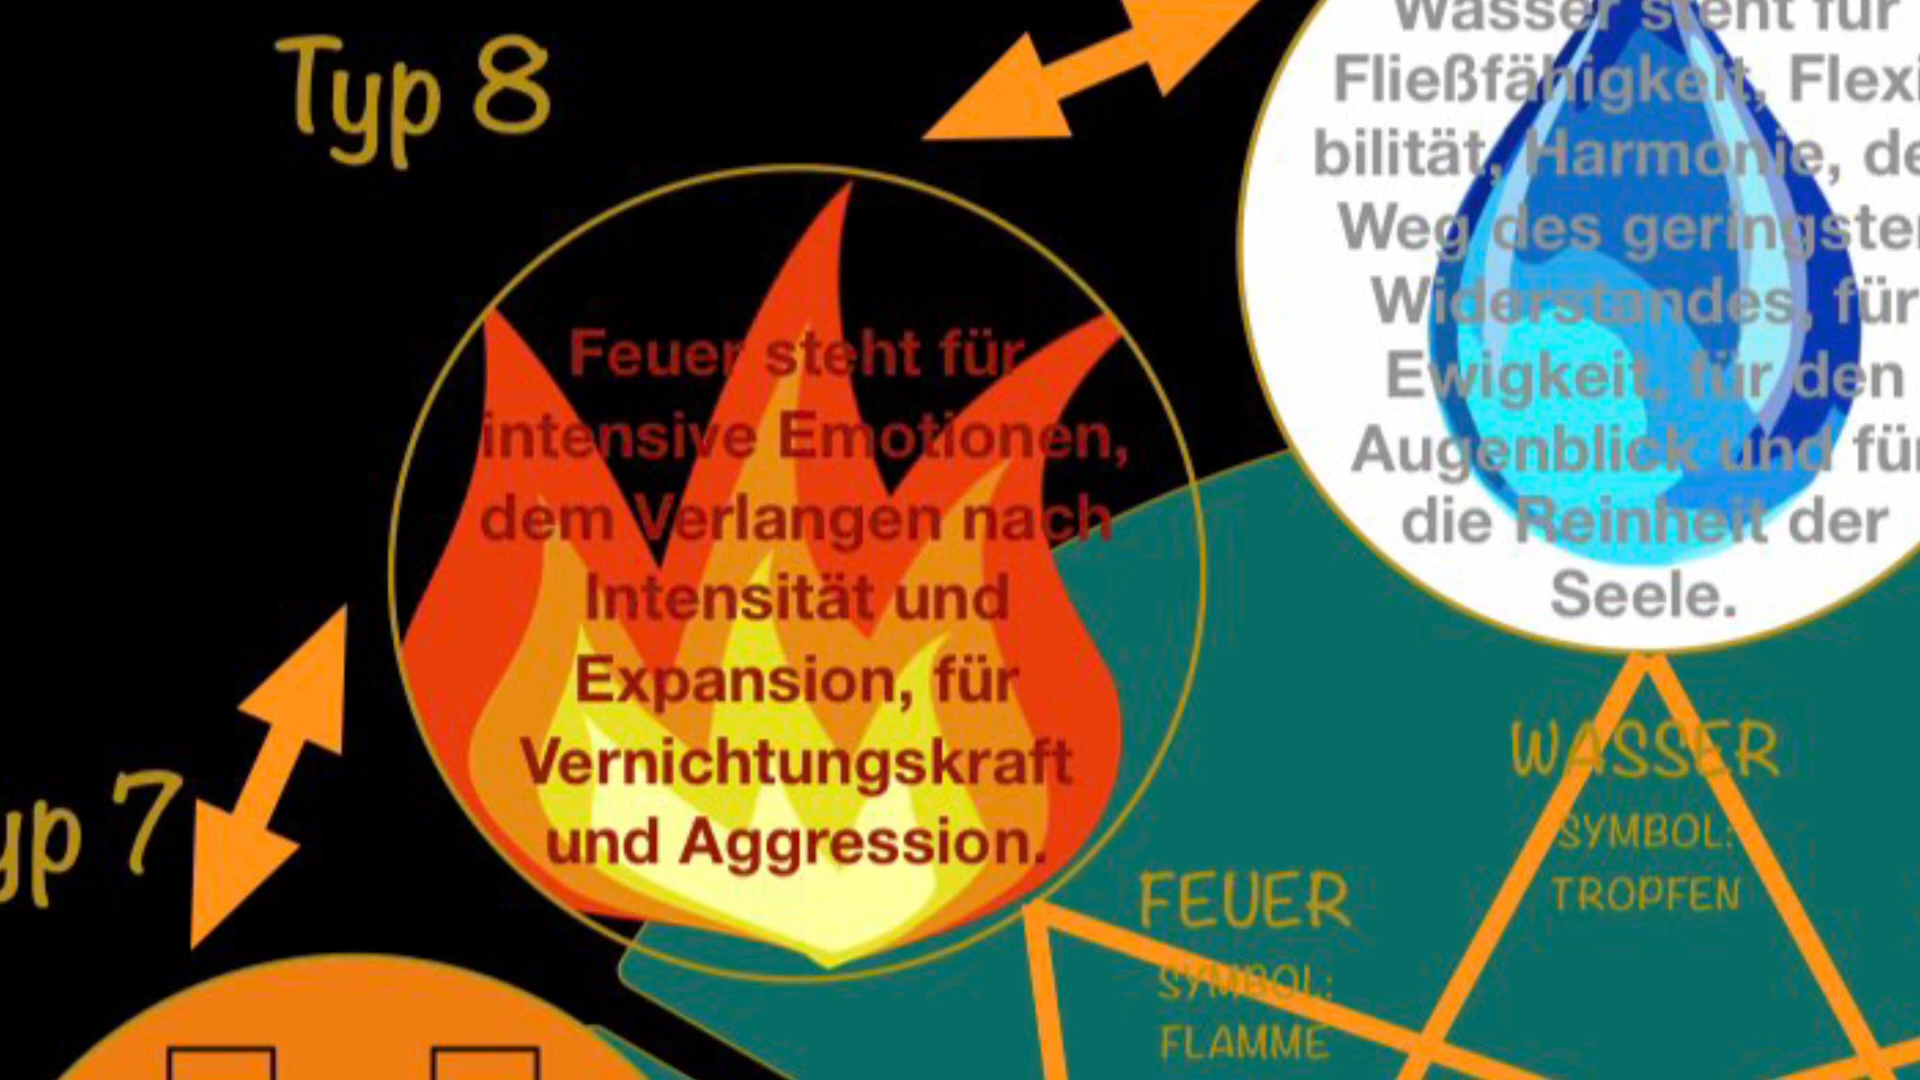 Typ 8
Feuer steht für
intensive Emotionen,
dem Verlangen nach
Intensität und
Expansion, für
Vernichtungskraft
und Aggression.
Wasser steht für
Fließfähigkeit, Flexi
bilität, Harmonie, de
Weg des geringste
Widerstandes, für
Ewigkeit, für den
Augenblick und für
die Reinheit der
Seele.
yp 7
FEUER
SYMBOL:
FLAMME
WASSER
SYMBOL:
TROPFEN